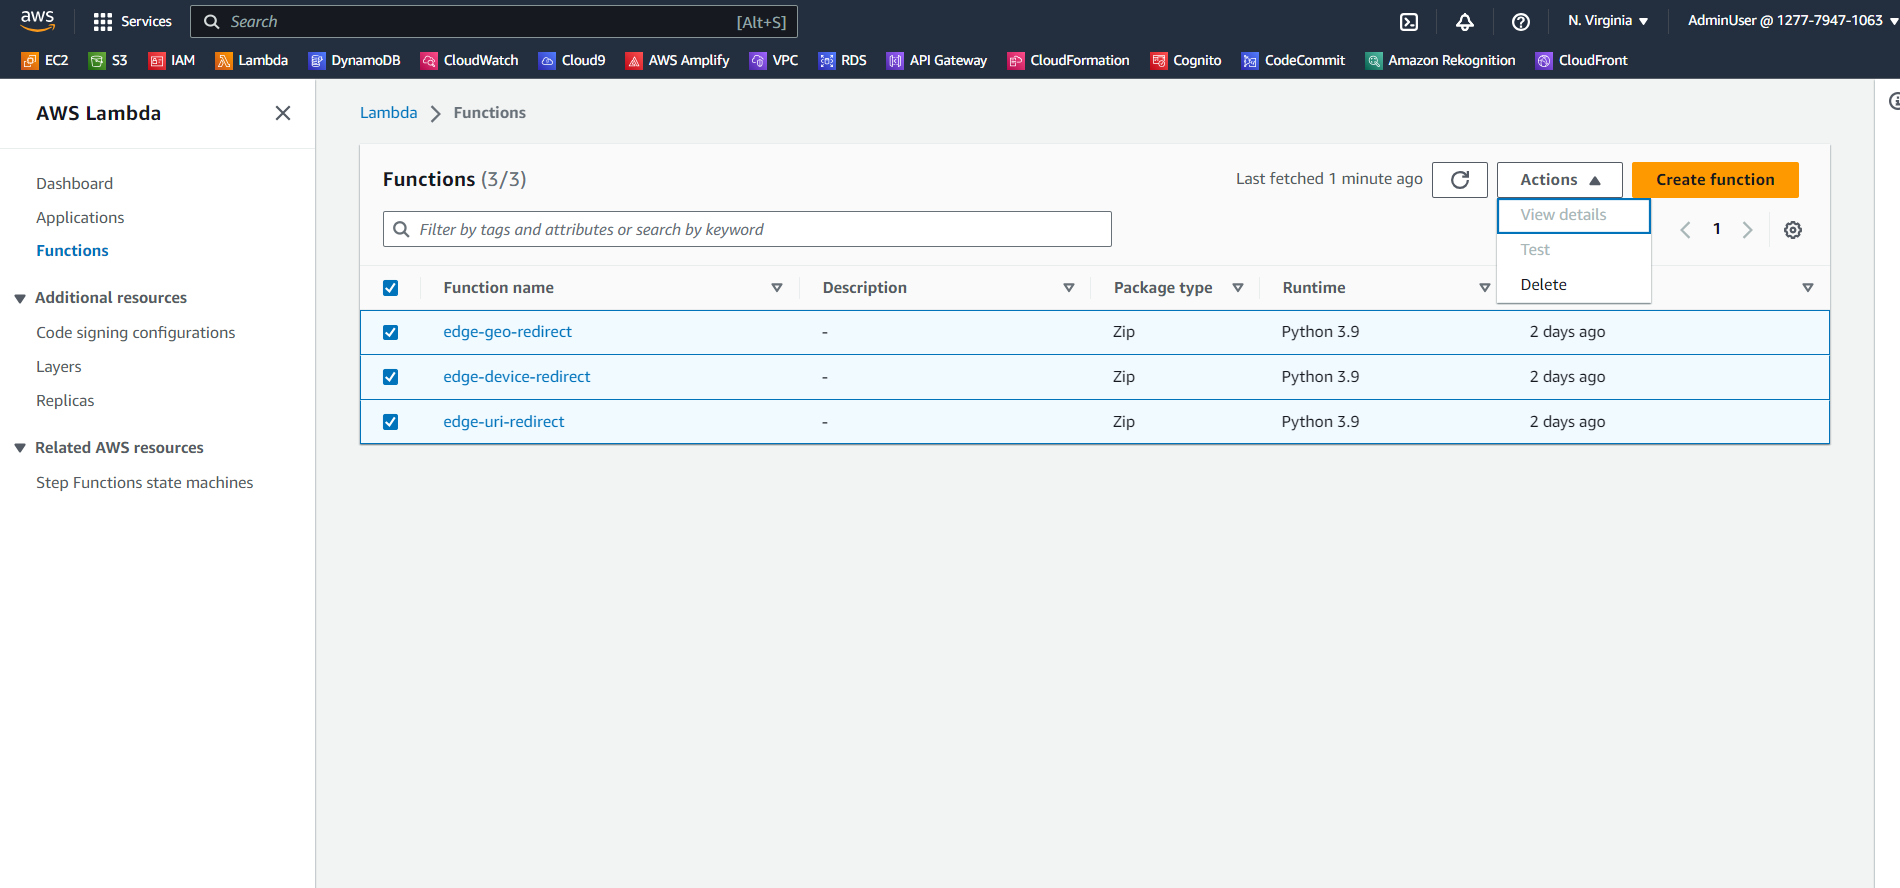 aws Services Search [Alt+S] N. Virginia AdminUser @ 1277-7947-1063
EC2 S3 IAM Lambda DynamoDB CloudWatch Cloud9 AWS Amplify VPC RDS API Gateway CloudFormation Cognito CodeCommit Amazon Rekognition CloudFront
AWS Lambda
Dashboard
Applications
Functions
Additional resources
Code signing configurations
Layers
Replicas
Related AWS resources
Step Functions state machines
Lambda Functions
Functions (3/3) Last fetched 1 minute ago Actions Create function
View details
Test
Delete
Filter by tags and attributes or search by keyword 1
Function name Description Package type Runtime
edge-geo-redirect - Zip Python 3.9 2 days ago
edge-device-redirect - Zip Python 3.9 2 days ago
edge-uri-redirect - Zip Python 3.9 2 days ago